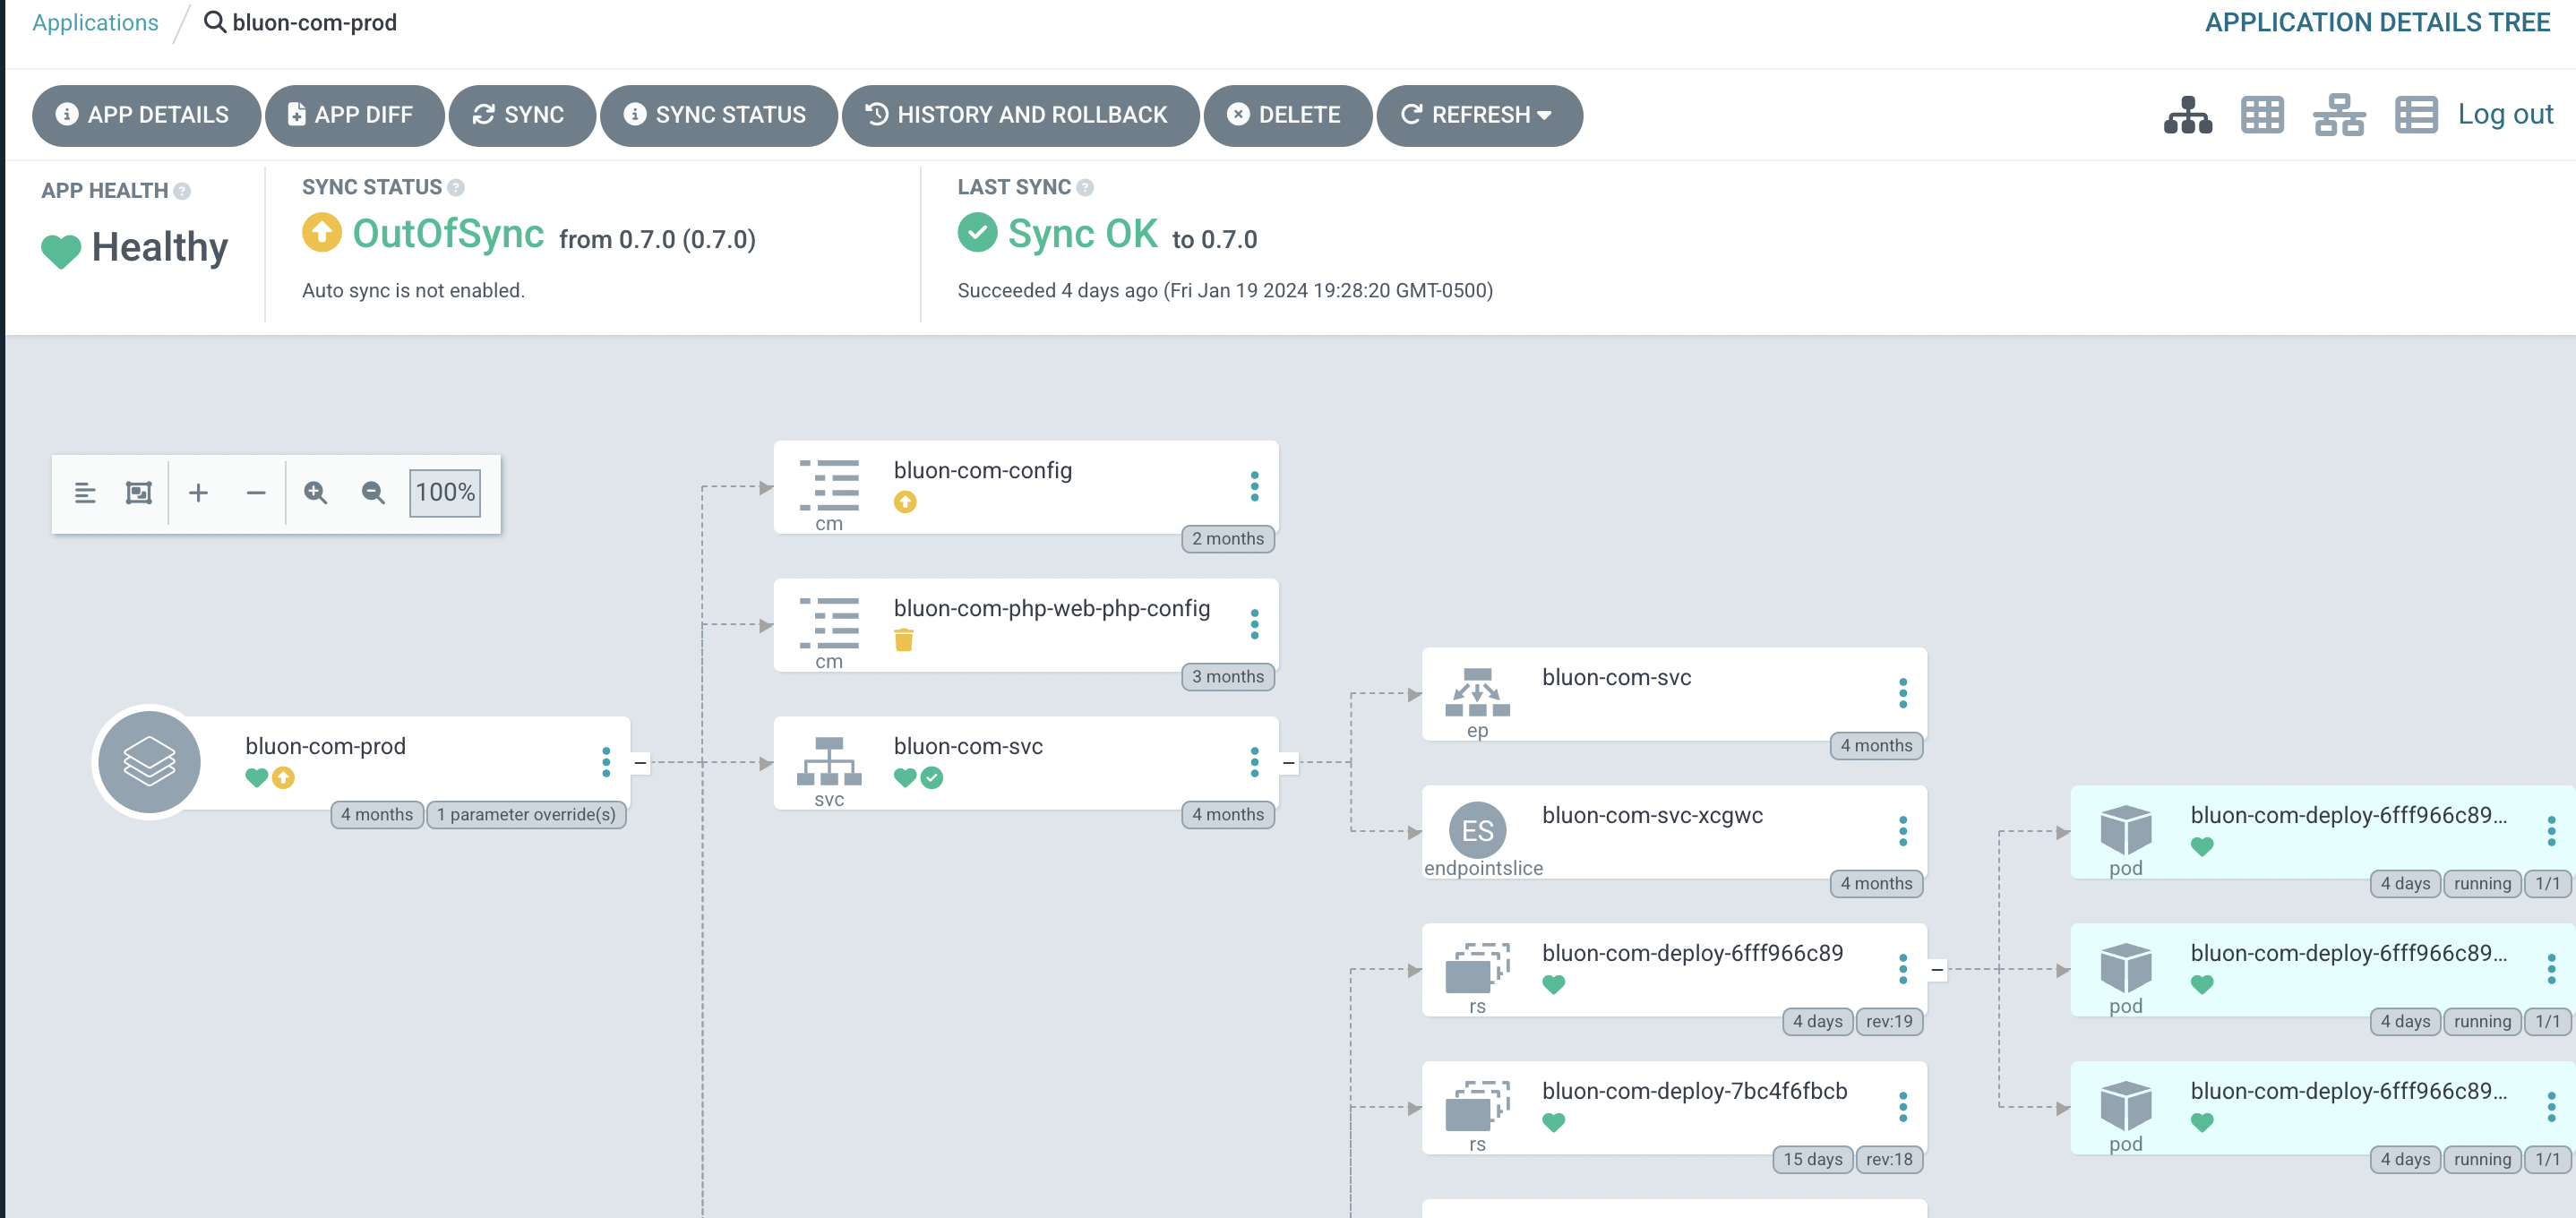 Applications / bluon-com-prod
APPLICATION DETAILS TREE
APP DETAILS
APP DIFF
SYNC
SYNC STATUS
HISTORY AND ROLLBACK
DELETE
REFRESH
Log out
APP HEALTH
Healthy
SYNC STATUS
OutOfSync from 0.7.0 (0.7.0)
Auto sync is not enabled.
LAST SYNC
Sync OK to 0.7.0
Succeeded 4 days ago (Fri Jan 19 2024 19:28:20 GMT-0500)
100%
bluon-com-prod
4 months
1 parameter override(s)
bluon-com-config
cm
2 months
bluon-com-php-web-php-config
cm
3 months
bluon-com-svc
svc
4 months
bluon-com-svc
ep
4 months
ES
bluon-com-svc-xcgwc
endpointslice
4 months
bluon-com-deploy-6fff966c89
rs
4 days
rev:19
bluon-com-deploy-7bc4f6fbcb
rs
15 days
rev:18
bluon-com-deploy-6fff966c89...
pod
4 days
running
1/1
bluon-com-deploy-6fff966c89...
pod
4 days
running
1/1
bluon-com-deploy-6fff966c89...
pod
4 days
running
1/1